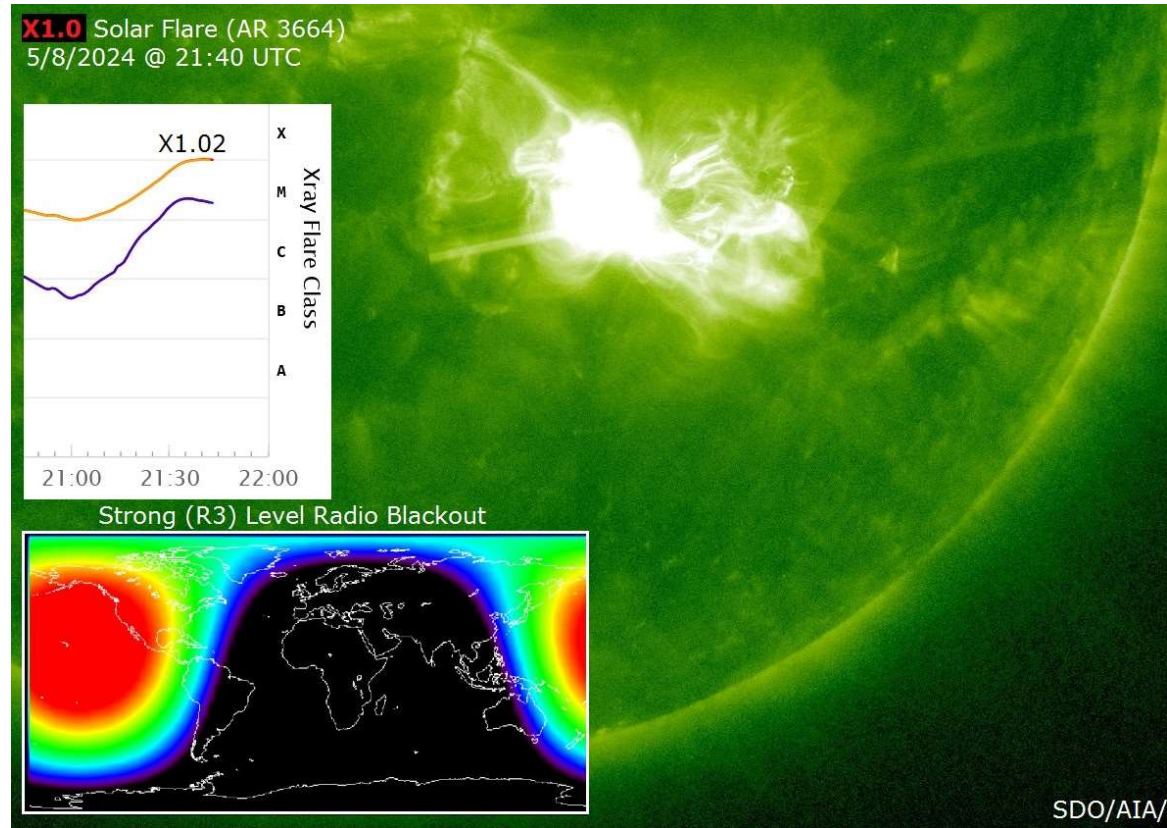 X1.0 Solar Flare (AR 3664)
5/8/2024 @ 21:40 UTC
X1.02
X
M
C
B
A
Xray Flare Class
21:00 21:30 22:00
Strong (R3) Level Radio Blackout
SDO/AIA/